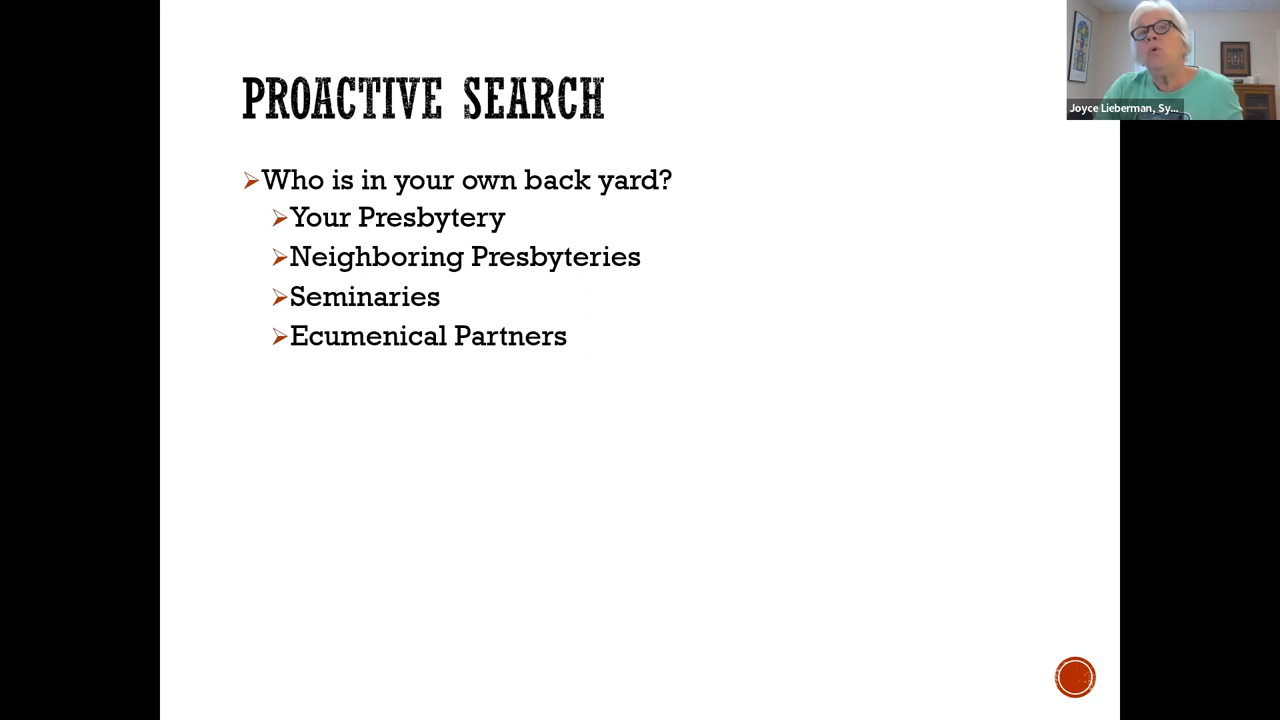 PROACTIVE SEARCH
Who is in your own back yard?
Your Presbytery
Neighboring Presbyteries
Seminaries
Ecumenical Partners
Joyce Lieberman, Sy...